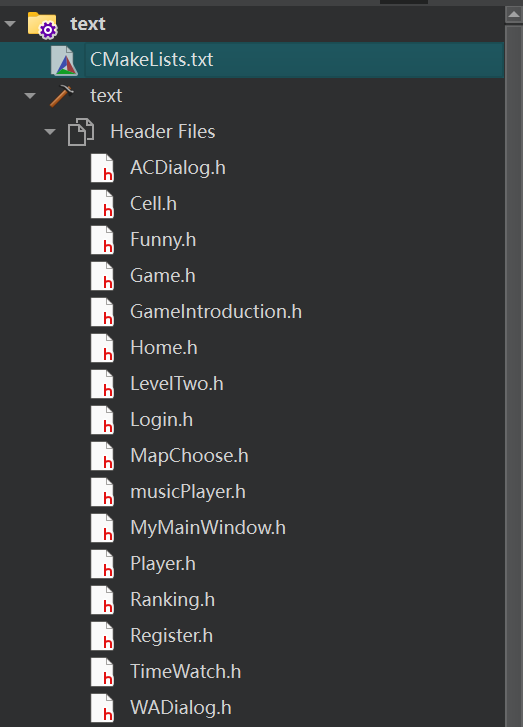 text
CMakeLists.txt
text
Header Files
h ACDialog.h
h Cell.h
h Funny.h
h Game.h
h GameIntroduction.h
h Home.h
h LevelTwo.h
h Login.h
h MapChoose.h
h musicPlayer.h
h MyMainWindow.h
h Player.h
h Ranking.h
h Register.h
h TimeWatch.h
h WADialog.h